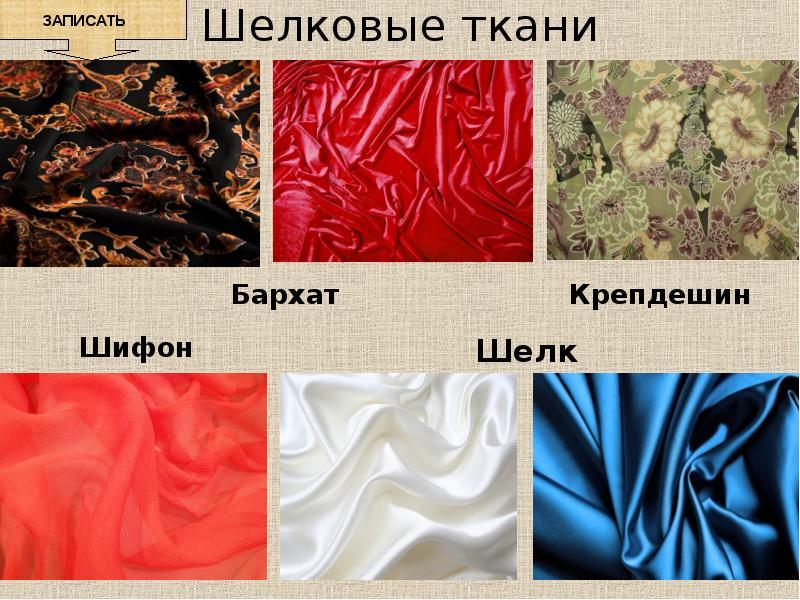 ЗАПИСАТЬ
Шелковые ткани
Бархат
Крепдешин
Шифон
Шелк